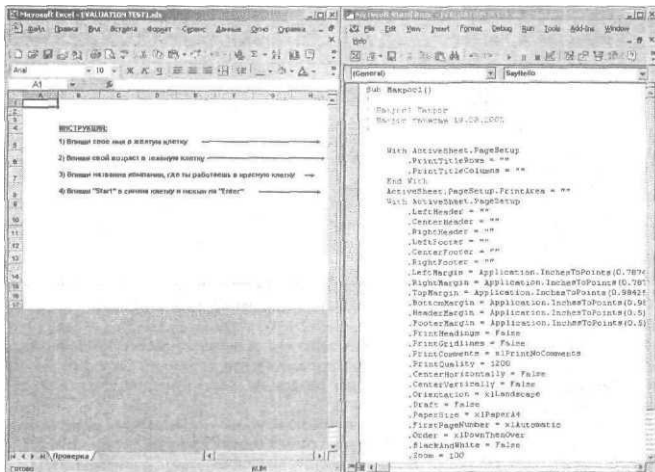 Microsoft Excel - EVALUATION TEST1.xls
Файл Правка Вид Вставка Формат Сервис Данные Окно Справка
Arial 10 Ж К Ч
A1
A B C D E F G H
ИНСТРУКЦИЯ:
1) Впиши свое имя в желтую клетку
2) Впиши свой возраст в зеленую клетку
3) Впиши название компании, где ты работаешь в красную клетку
4) Впиши "Start" в синюю клетку и нажми на "Enter"
Проверка
Готово
NUM
File Edit View Insert Format Debug Run Tools Add-Ins Window
Help
(General) SayHello
Sub Макрос1()
With ActiveSheet.PageSetup
.PrintTitleRows = ""
.PrintTitleColumns = ""
End With
ActiveSheet.PageSetup.PrintArea = ""
With ActiveSheet.PageSetup
.LeftHeader = ""
.CenterHeader = ""
.RightHeader = ""
.LeftFooter = ""
.CenterFooter = ""
.RightFooter = ""
.LeftMargin = Application.InchesToPoints(0.7874
.RightMargin = Application.InchesToPoints(0.787
.TopMargin = Application.InchesToPoints(0.98425
.BottomMargin = Application.InchesToPoints(0.98
.HeaderMargin = Application.InchesToPoints(0.5)
.FooterMargin = Application.InchesToPoints(0.5)
.PrintHeadings = False
.PrintGridlines = False
.PrintComments = xlPrintNoComments
.PrintQuality = 1200
.CenterHorizontally = False
.CenterVertically = False
.Orientation = xlLandscape
.Draft = False
.PaperSize = xlPaperA4
.FirstPageNumber = xlAutomatic
.Order = xlDownThenOver
.BlackAndWhite = False
.Zoom = 100